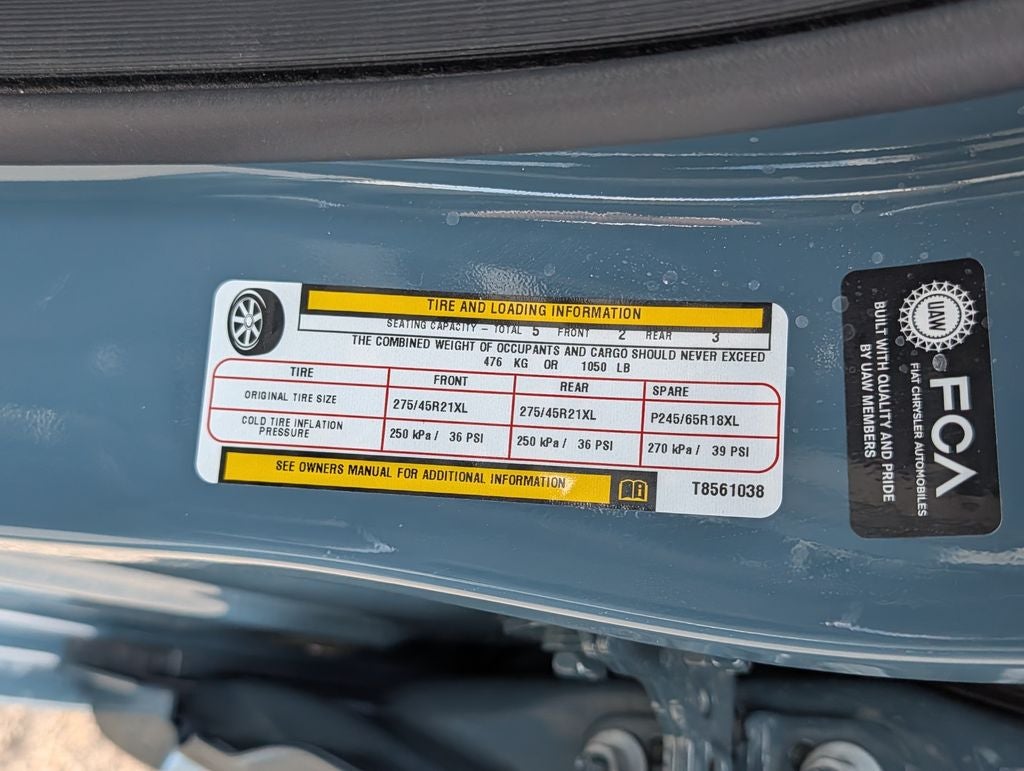 TIRE AND LOADING INFORMATION
SEATING CAPACITY – TOTAL 5 FRONT 2 REAR 3
THE COMBINED WEIGHT OF OCCUPANTS AND CARGO SHOULD NEVER EXCEED
476 KG OR 1050 LB
TIRE FRONT REAR SPARE
ORIGINAL TIRE SIZE 275/45R21XL 275/45R21XL P245/65R18XL
COLD TIRE INFLATION
PRESSURE 250 kPa / 36 PSI 250 kPa / 36 PSI 270 kPa / 39 PSI
SEE OWNERS MANUAL FOR ADDITIONAL INFORMATION
T8561038
UAW
BUILT WITH QUALITY AND PRIDE
BY UAW MEMBERS
FCA
FIAT CHRYSLER AUTOMOBILES